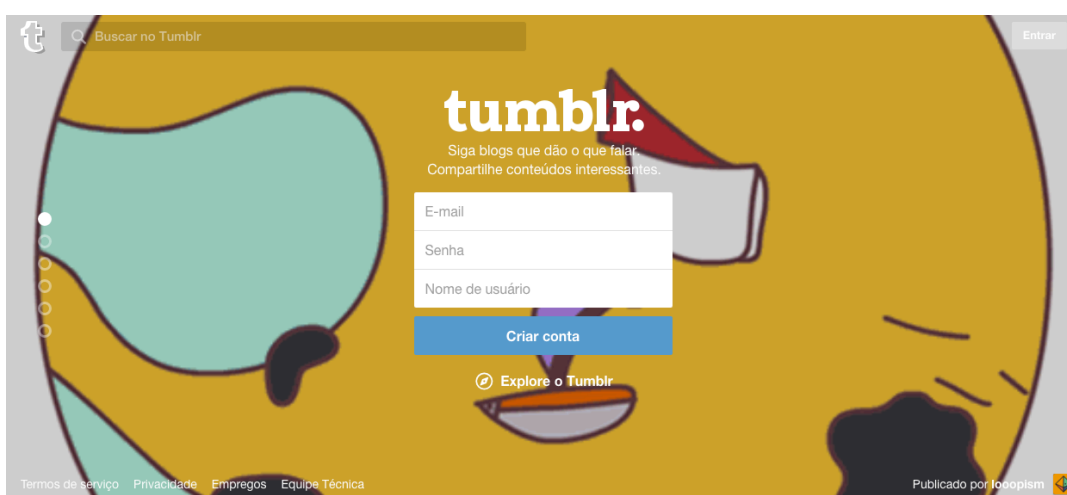 t
Buscar no Tumblr
Entrar
tumblr.
Siga blogs que dão o que falar.
Compartilhe conteúdos interessantes.
E-mail
Senha
Nome de usuário
Criar conta
Explore o Tumblr
Termos de serviço Privacidade Empregos Equipe Técnica
Publicado por looopism